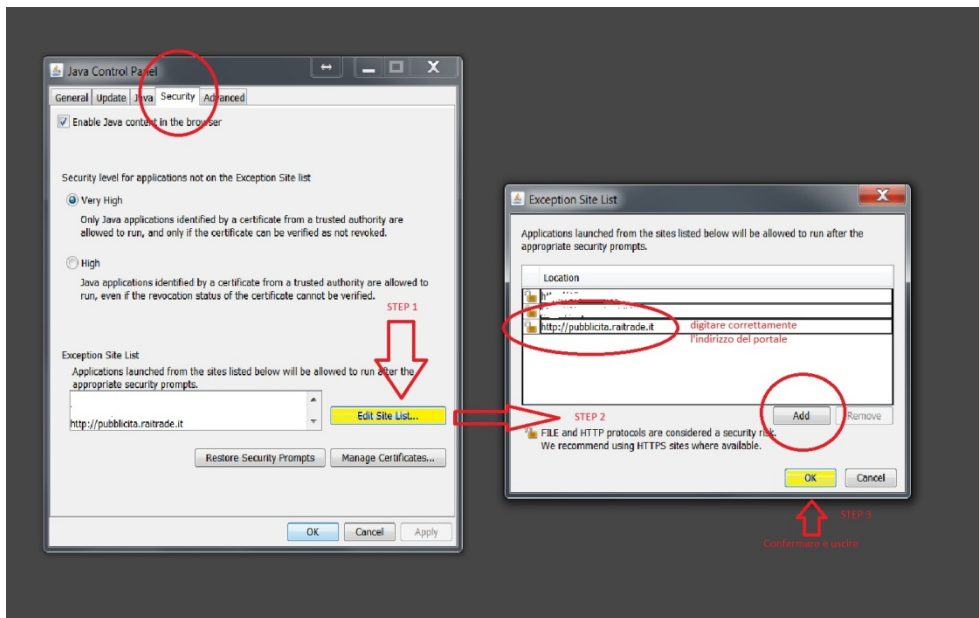 Java Control Panel
General Update Java Security Advanced
Enable Java content in the browser
Security level for applications not on the Exception Site list
Very High
Only Java applications identified by a certificate from a trusted authority are
allowed to run, and only if the certificate can be verified as not revoked.
High
Java applications identified by a certificate from a trusted authority are allowed to
run, even if the revocation status of the certificate cannot be verified.
STEP 1
Exception Site List
Applications launched from the sites listed below will be allowed to run after the
appropriate security prompts.
http://pubblicita.raitrade.it
Edit Site List...
Restore Security Prompts Manage Certificates...
OK Cancel Apply
Exception Site List
Applications launched from the sites listed below will be allowed to run after the
appropriate security prompts.
Location
http://pubblicita.raitrade.it
digitare correttamente
l'indirizzo del portale
STEP 2
Add Remove
FILE and HTTP protocols are considered a security risk.
We recommend using HTTPS sites where available.
OK Cancel
STEP 3
Confermare e uscire